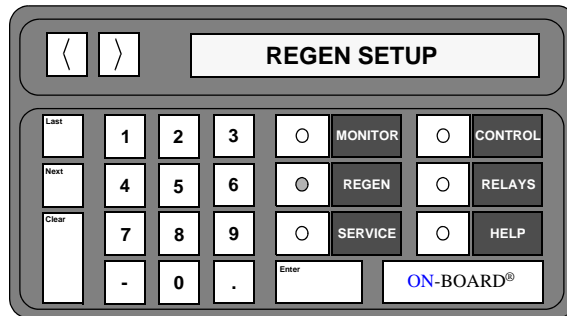 〈 〉 REGEN SETUP
Last 1 2 3 MONITOR CONTROL
Next 4 5 6 REGEN RELAYS
Clear 7 8 9 SERVICE HELP
- 0 . Enter ON-BOARD®